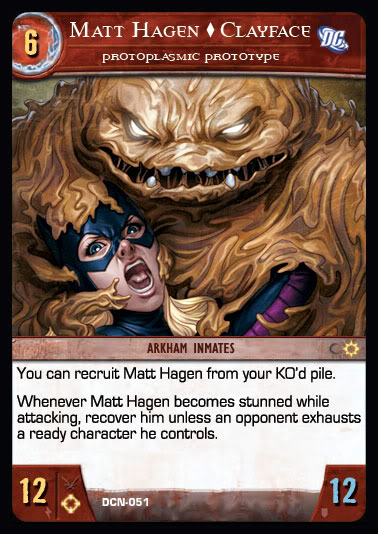 6
MATT HAGEN ♦ CLAYFACE
PROTOPLASMIC PROTOTYPE
DC
ARKHAM INMATES
C
You can recruit Matt Hagen from your KO'd pile.
Whenever Matt Hagen becomes stunned while
attacking, recover him unless an opponent exhausts
a ready character he controls.
12
DCN-051
12